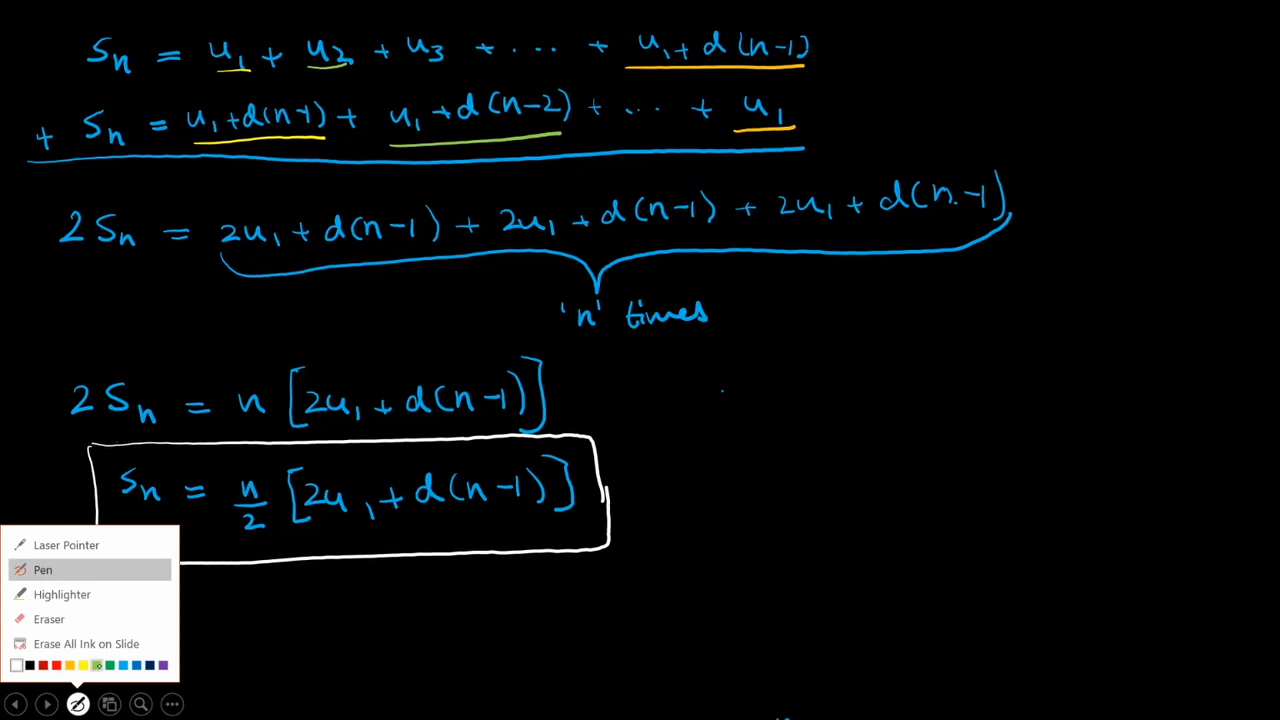 Sₙ = u₁ + u₂ + u₃ + ... + u₁ + d(n-1)
+ Sₙ = u₁+d(n-1) + u₁+d(n-2) + ... + u₁
2Sₙ = 2u₁ + d(n-1) + 2u₁ + d(n-1) + 2u₁ + d(n-1)
'n' times
2Sₙ = n [2u₁ + d(n-1)]
Sₙ = n/2 [2u₁ + d(n-1)]
Laser Pointer
Pen
Highlighter
Eraser
Erase All Ink on Slide